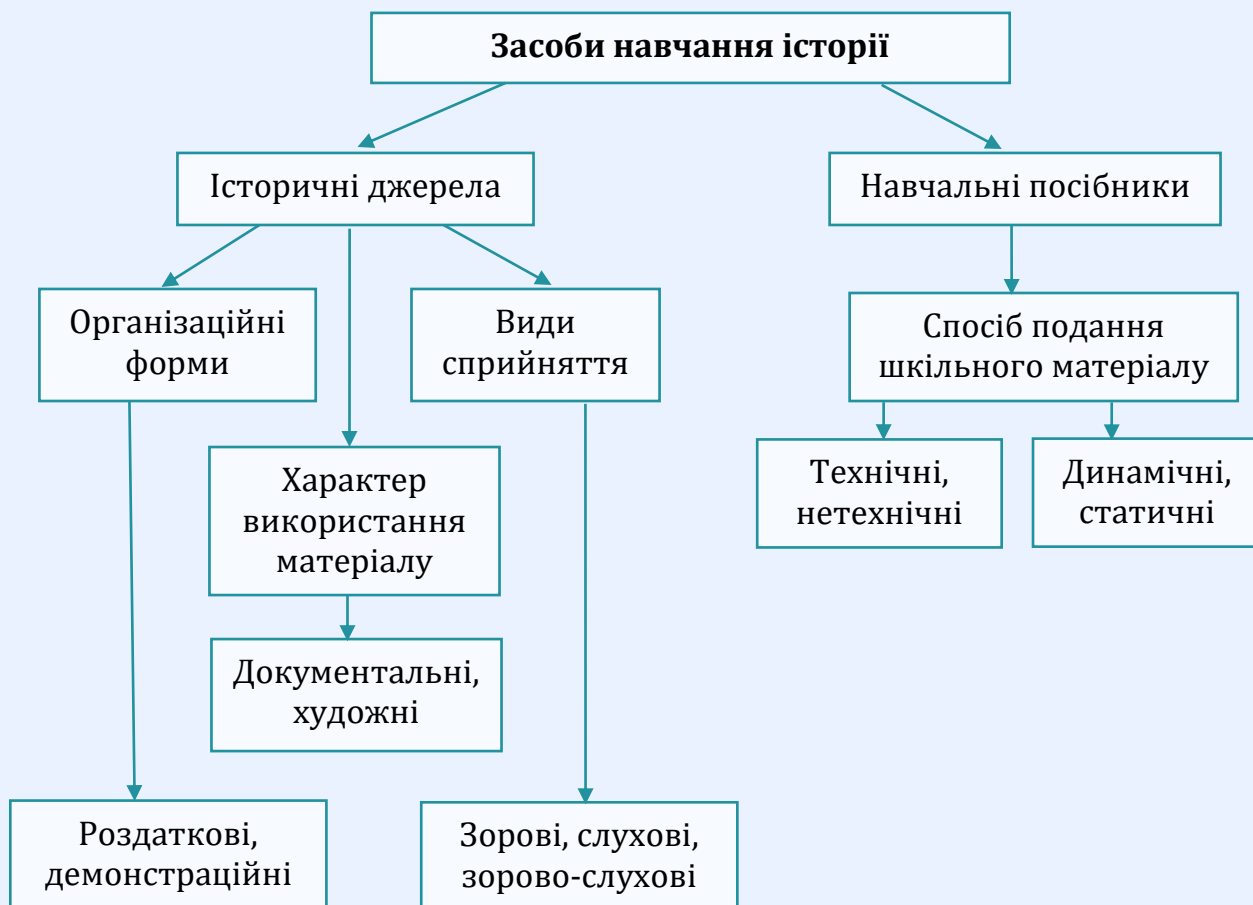 Засоби навчання історії
Історичні джерела
Навчальні посібники
Організаційні
форми
Види
сприйняття
Спосіб подання
шкільного матеріалу
Характер
використання
матеріалу
Технічні,
нетехнічні
Динамічні,
статичні
Документальні,
художні
Роздаткові,
демонстраційні
Зорові, слухові,
зорово-слухові